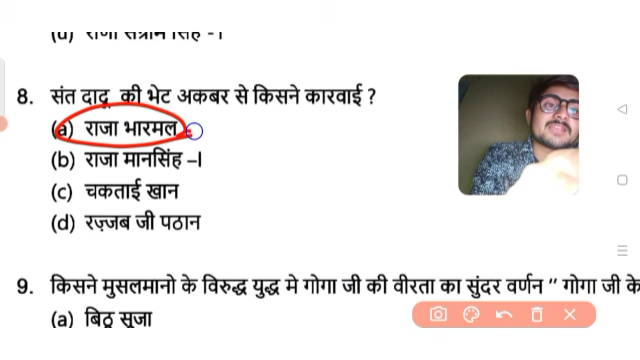 (d) राणा संग्राम सिंह -I
8. संत दादू की भेट अकबर से किसने कारवाई ?
(a) राजा भारमल
(b) राजा मानसिंह –I
(c) चकताई खान
(d) रज़्जब जी पठान
9. किसने मुसलमानो के विरुद्ध युद्ध मे गोगा जी की वीरता का सुंदर वर्णन “ गोगा जी के
(a) बिठू सूजा